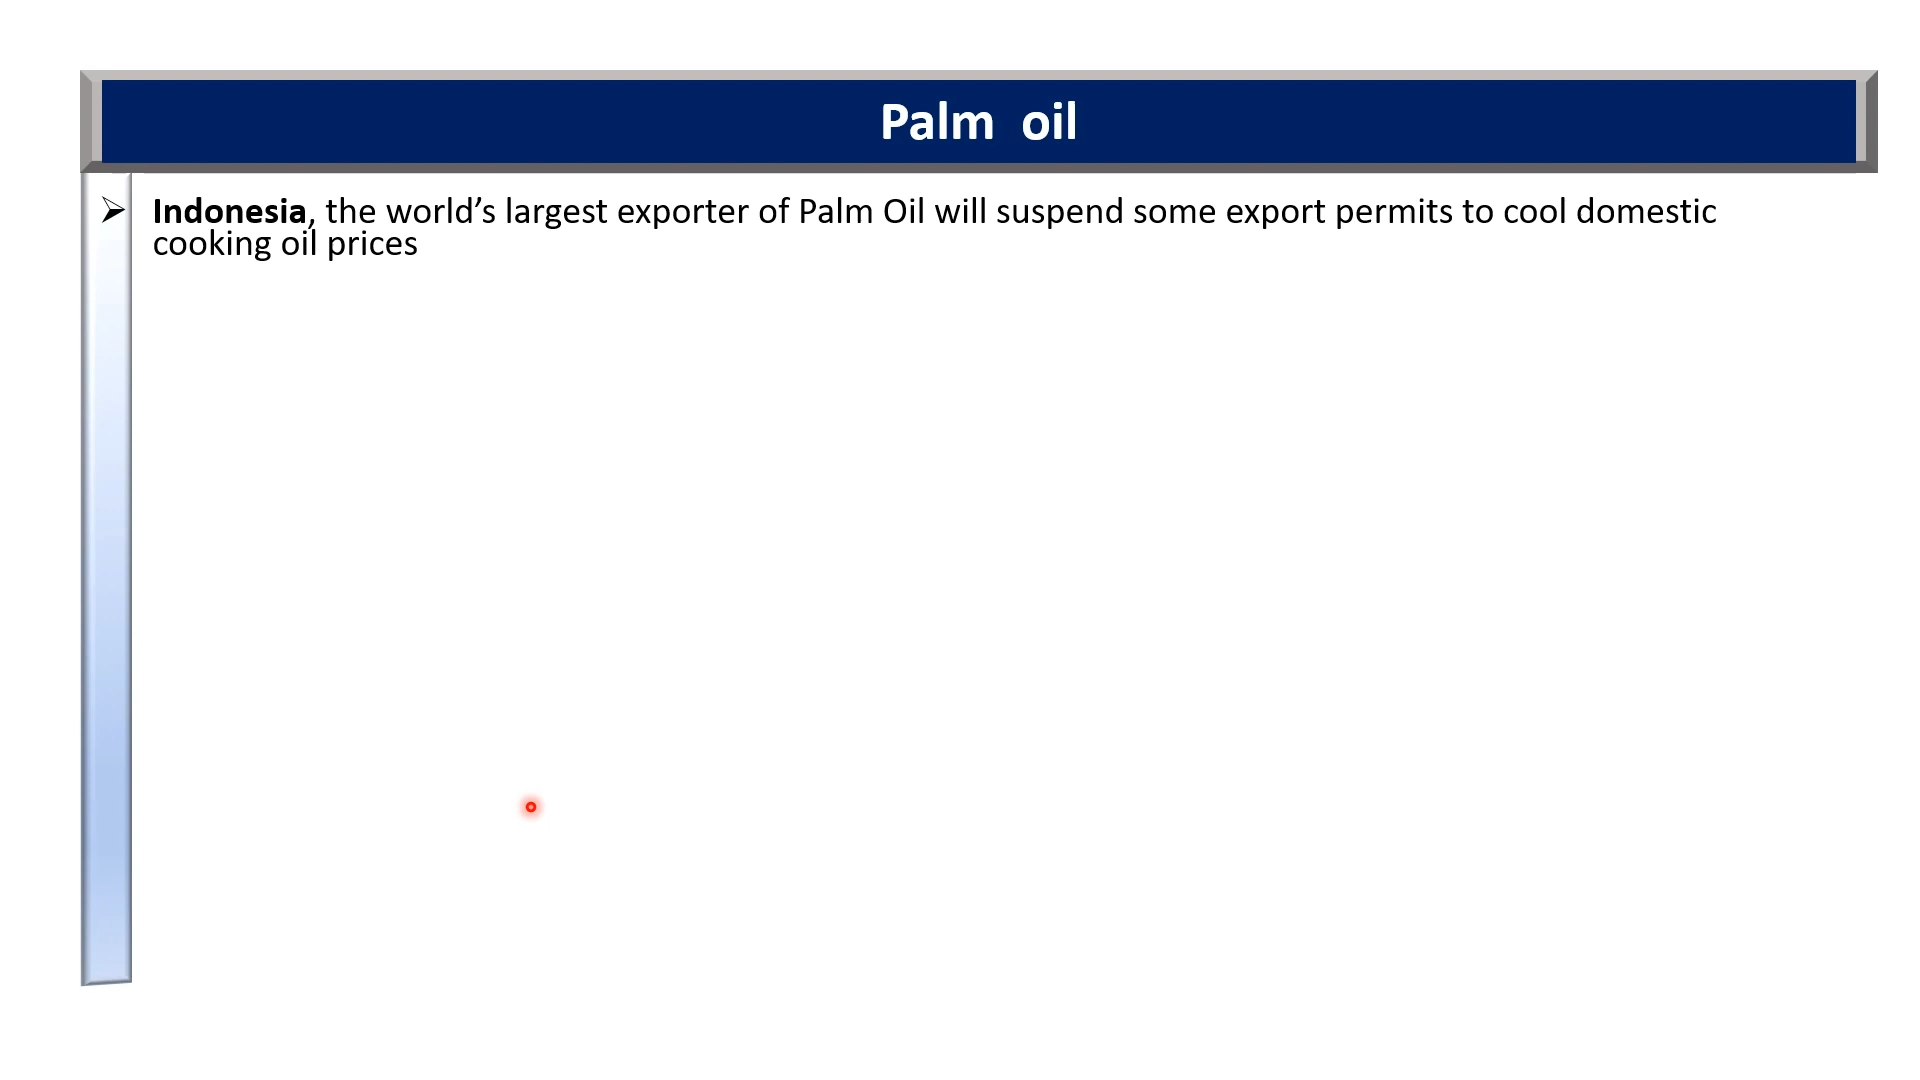 Palm oil
Indonesia, the world’s largest exporter of Palm Oil will suspend some export permits to cool domestic
cooking oil prices